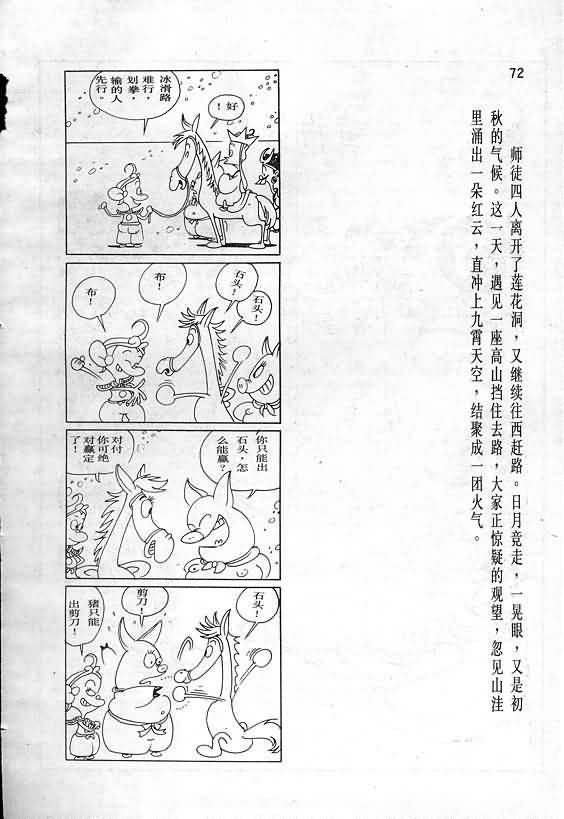 72
师徒四人离开了莲花洞，又继续往西赶路。日月竞走，一晃眼，又是初
秋的气候。这一天，遇见一座高山挡住去路，大家正惊疑的观望，忽见山洼
里涌出一朵红云，直冲上九霄天空，结聚成一团火气。
冰滑路
难行，
划拳，
输的人
先行。
好！
石头！
石头！
布！
布！
你只能出
石头，怎
么能赢？
对付
你可绝
对赢定
了！
石头！
剪刀！
猪只能
出剪刀！